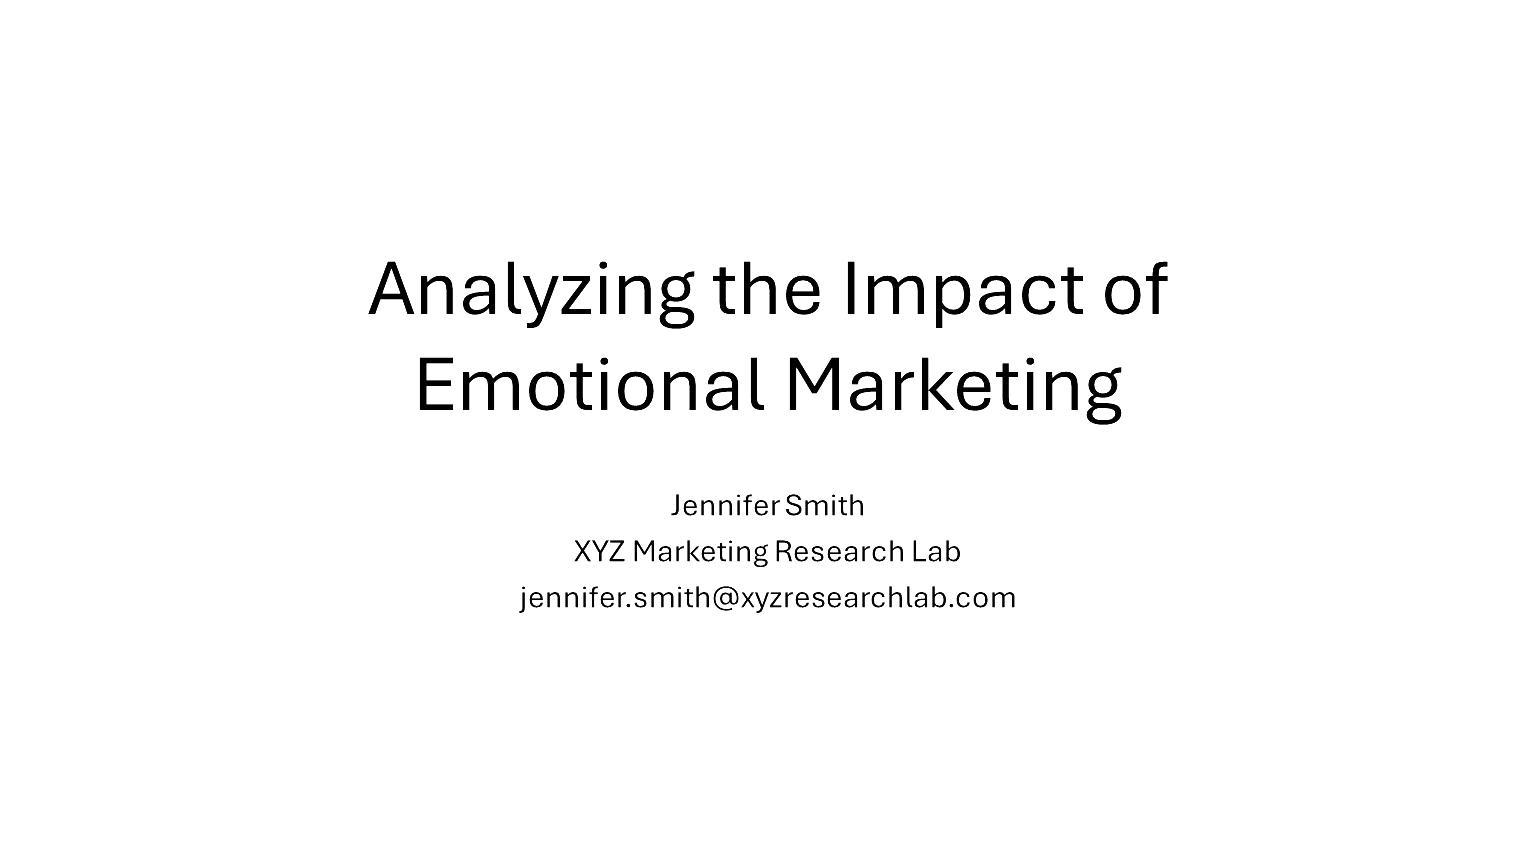 Analyzing the Impact of
Emotional Marketing
Jennifer Smith
XYZ Marketing Research Lab
jennifer.smith@xyzresearchlab.com